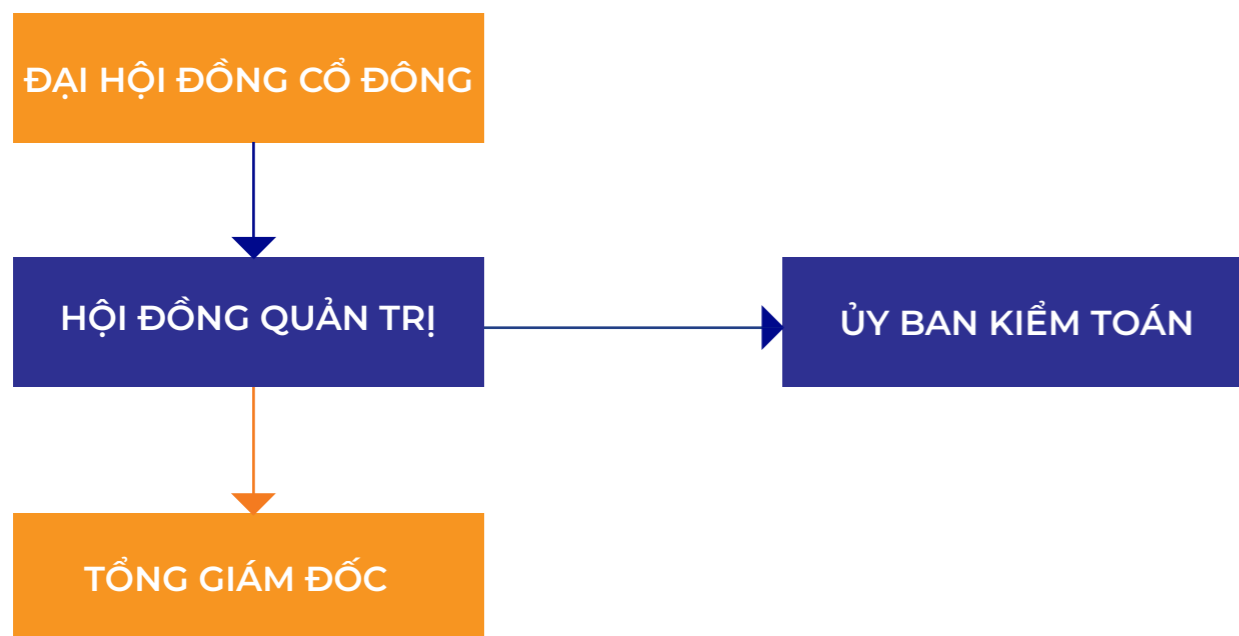 ĐẠI HỘI ĐỒNG CỔ ĐÔNG
HỘI ĐỒNG QUẢN TRỊ
ỦY BAN KIỂM TOÁN
TỔNG GIÁM ĐỐC